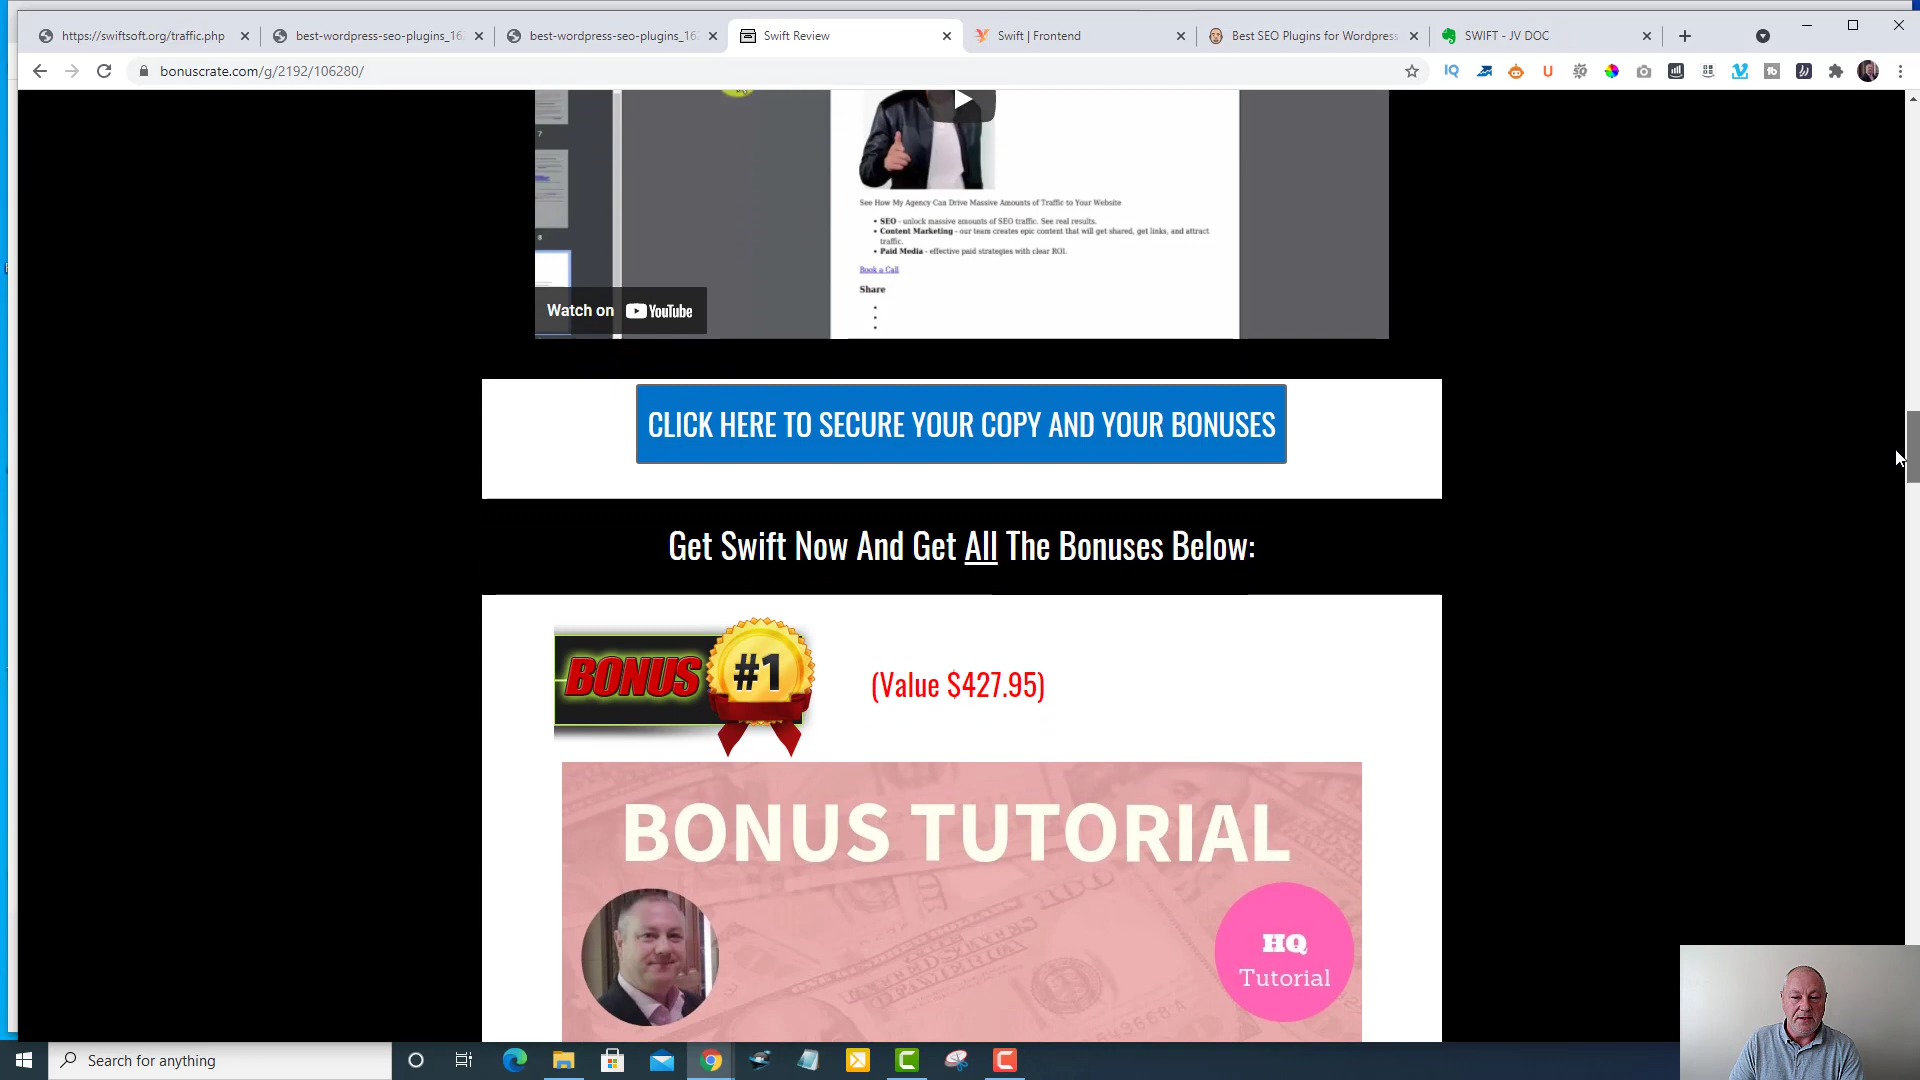 https://swiftsoft.org/traffic.php
best-wordpress-seo-plugins_16
best-wordpress-seo-plugins_16
Swift Review
Swift | Frontend
Best SEO Plugins for Wordpress
SWIFT - JV DOC
bonuscrate.com/g/2192/106280/
See How My Agency Can Drive Massive Amounts of Traffic to Your Website
SEO - unlock massive amounts of SEO traffic. See real results.
Content Marketing - our team creates epic content that will get shared, get links, and attract
traffic.
Paid Media - effective paid strategies with clear ROI.
Book a Call
Share
7
8
Watch on YouTube
CLICK HERE TO SECURE YOUR COPY AND YOUR BONUSES
Get Swift Now And Get All The Bonuses Below:
BONUS #1
(Value $427.95)
BONUS TUTORIAL
HQ
Tutorial
Search for anything